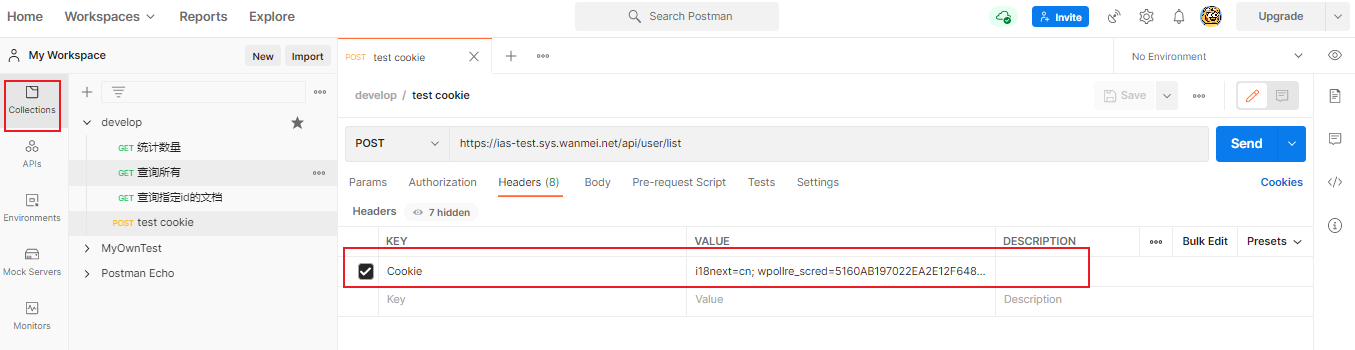 Home Workspaces Reports Explore Search Postman Invite Upgrade
My Workspace New Import
POST test cookie
No Environment
Collections
APIs
Environments
Mock Servers
Monitors
develop
GET 统计数量
GET 查询所有
GET 查询指定id的文档
POST test cookie
MyOwnTest
Postman Echo
develop / test cookie Save
POST https://ias-test.sys.wanmei.net/api/user/list Send
Params Authorization Headers (8) Body Pre-request Script Tests Settings Cookies
Headers 7 hidden
KEY VALUE DESCRIPTION Bulk Edit Presets
Cookie i18next=cn; wpollre_scred=5160AB197022EA2E12F648...
Key Value Description